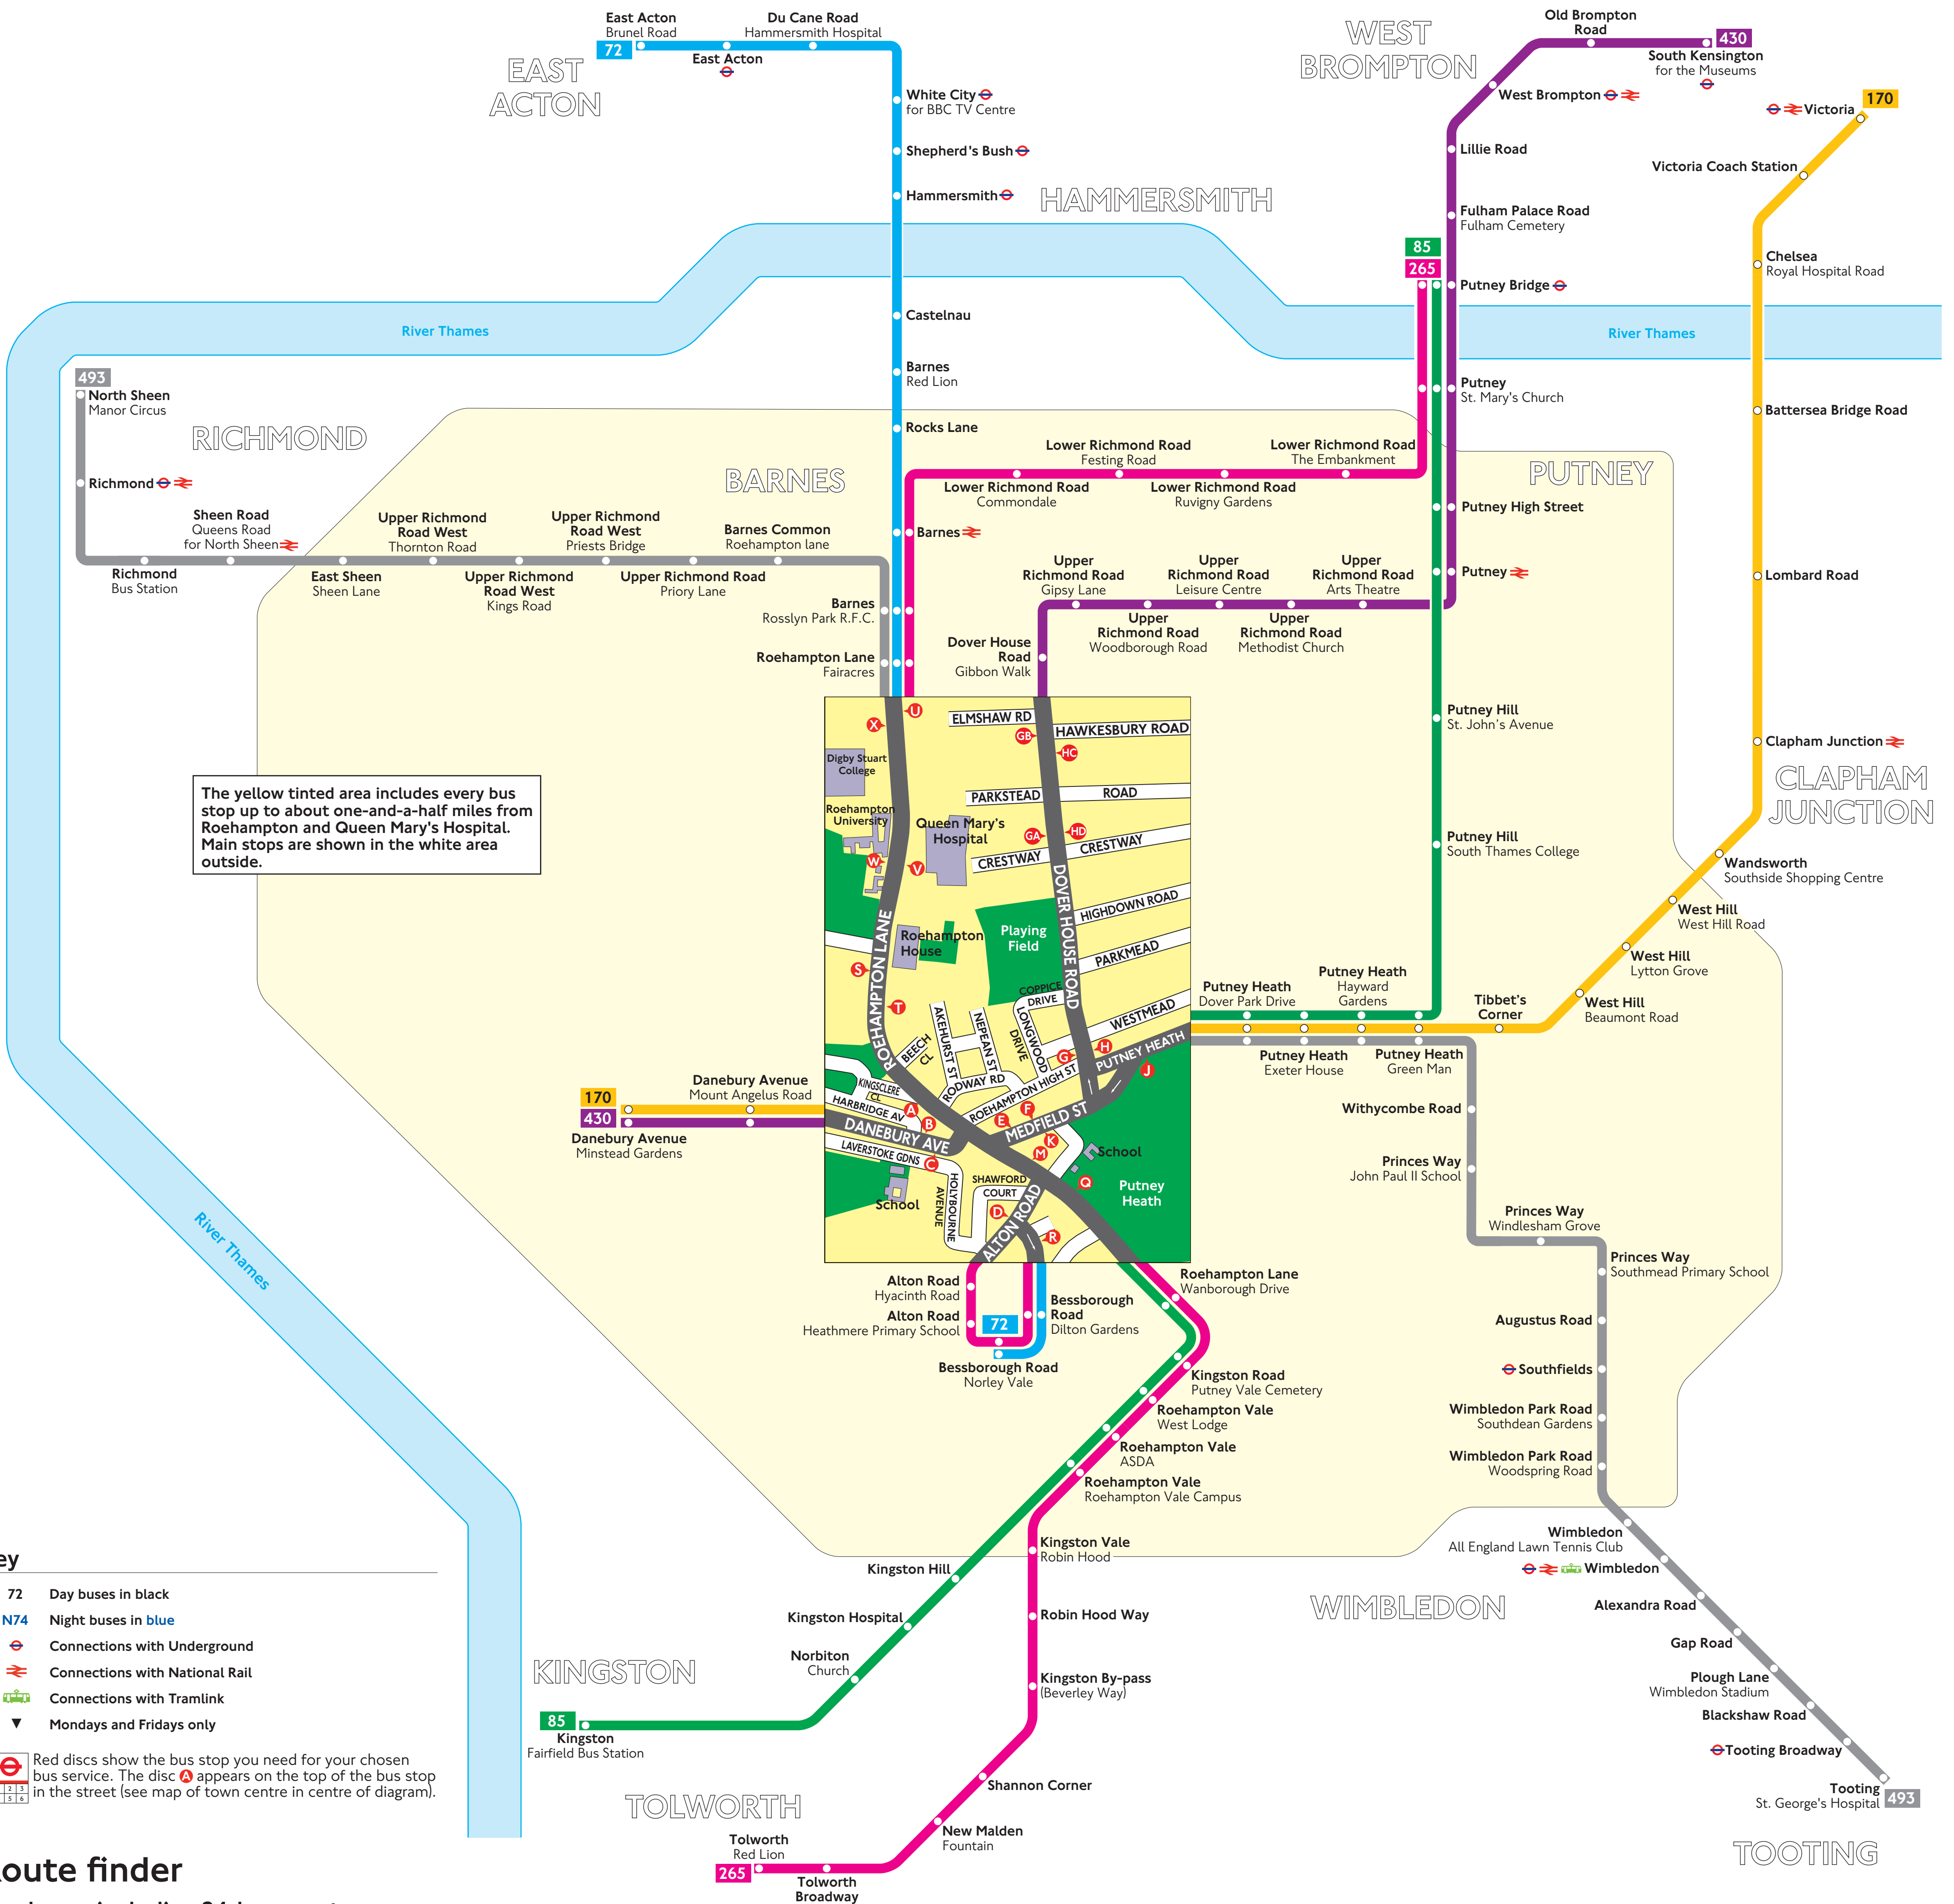 East Acton
Brunel Road
72
East Acton
Du Cane Road
Hammersmith Hospital
EAST
ACTON
White City
for BBC TV Centre
Shepherd's Bush
Hammersmith
HAMMERSMITH
WEST
BROMPTON
Old Brompton
Road
430
South Kensington
for the Museums
West Brompton
Lillie Road
Fulham Palace Road
Fulham Cemetery
85
265
Putney Bridge
170
Victoria
Victoria Coach Station
Chelsea
Royal Hospital Road
River Thames
River Thames
Castelnau
Barnes
Red Lion
Rocks Lane
Putney
St. Mary's Church
Battersea Bridge Road
493
North Sheen
Manor Circus
RICHMOND
Richmond
Sheen Road
Queens Road
for North Sheen
Richmond
Bus Station
East Sheen
Sheen Lane
Upper Richmond
Road West
Thornton Road
Upper Richmond
Road West
Kings Road
Upper Richmond
Road West
Priests Bridge
Upper Richmond Road
Priory Lane
Barnes Common
Roehampton lane
BARNES
Lower Richmond Road
Commondale
Lower Richmond Road
Festing Road
Lower Richmond Road
Ruvigny Gardens
Lower Richmond Road
The Embankment
Barnes
PUTNEY
Putney High Street
Putney
Upper
Richmond Road
Gipsy Lane
Upper
Richmond Road
Woodborough Road
Upper
Richmond Road
Leisure Centre
Upper
Richmond Road
Methodist Church
Upper
Richmond Road
Arts Theatre
Barnes
Rosslyn Park R.F.C.
Roehampton Lane
Fairacres
Dover House
Road
Gibbon Walk
Lombard Road
Putney Hill
St. John's Avenue
Putney Hill
South Thames College
Clapham Junction
CLAPHAM
JUNCTION
Wandsworth
Southside Shopping Centre
West Hill
West Hill Road
West Hill
Lytton Grove
West Hill
Beaumont Road
Tibbet's
Corner
The yellow tinted area includes every bus
stop up to about one-and-a-half miles from
Roehampton and Queen Mary's Hospital.
Main stops are shown in the white area
outside.
U
X
ELMSHAW RD
GB
HAWKESBURY ROAD
HC
Digby Stuart
College
PARKSTEAD
ROAD
Roehampton
University
Queen Mary's
Hospital
GA
HD
CRESTWAY
CRESTWAY
W
V
DOVER HOUSE ROAD
HIGHDOWN ROAD
ROEHAMPTON LANE
Roehampton
House
Playing
Field
PARKMEAD
S
T
COPPICE
DRIVE
WESTMEAD
AKEHURST ST
NEPEAN ST
LONGWOOD
DRIVE
BEECH
CL
G
H
PUTNEY HEATH
J
KINGSCLERE
CL
RODWAY RD
ROEHAMPTON HIGH ST
HARBRIDGE AV
A
B
E
F
MEDFIELD ST
DANEBURY AVE
K
M
LAVERSTOKE GDNS
C
School
Q
Putney
Heath
School
HOLYBOURNE
AVENUE
SHAWFORD
COURT
D
ALTON ROAD
R
Putney Heath
Dover Park Drive
Putney Heath
Hayward
Gardens
Putney Heath
Exeter House
Putney Heath
Green Man
170
430
Danebury Avenue
Minstead Gardens
Danebury Avenue
Mount Angelus Road
Withycombe Road
Princes Way
John Paul II School
Princes Way
Windlesham Grove
Princes Way
Southmead Primary School
Augustus Road
Southfields
Wimbledon Park Road
Southdean Gardens
Wimbledon Park Road
Woodspring Road
River Thames
Alton Road
Hyacinth Road
Alton Road
Heathmere Primary School
72
Bessborough Road
Norley Vale
Bessborough
Road
Dilton Gardens
Roehampton Lane
Wanborough Drive
Kingston Road
Putney Vale Cemetery
Roehampton Vale
West Lodge
Roehampton Vale
ASDA
Roehampton Vale
Roehampton Vale Campus
Kingston Vale
Robin Hood
Kingston Hill
Kingston Hospital
Norbiton
Church
Robin Hood Way
Kingston By-pass
(Beverley Way)
KINGSTON
85
Kingston
Fairfield Bus Station
Shannon Corner
New Malden
Fountain
TOLWORTH
Tolworth
Red Lion
265
Tolworth
Broadway
Wimbledon
All England Lawn Tennis Club
Wimbledon
WIMBLEDON
Alexandra Road
Gap Road
Plough Lane
Wimbledon Stadium
Blackshaw Road
Tooting Broadway
Tooting
St. George's Hospital
493
TOOTING
ey
72 Day buses in black
N74 Night buses in blue
Connections with Underground
Connections with National Rail
Connections with Tramlink
Mondays and Fridays only
Red discs show the bus stop you need for your chosen
bus service. The disc A appears on the top of the bus stop
in the street (see map of town centre in centre of diagram).
2 3
5 6
oute finder